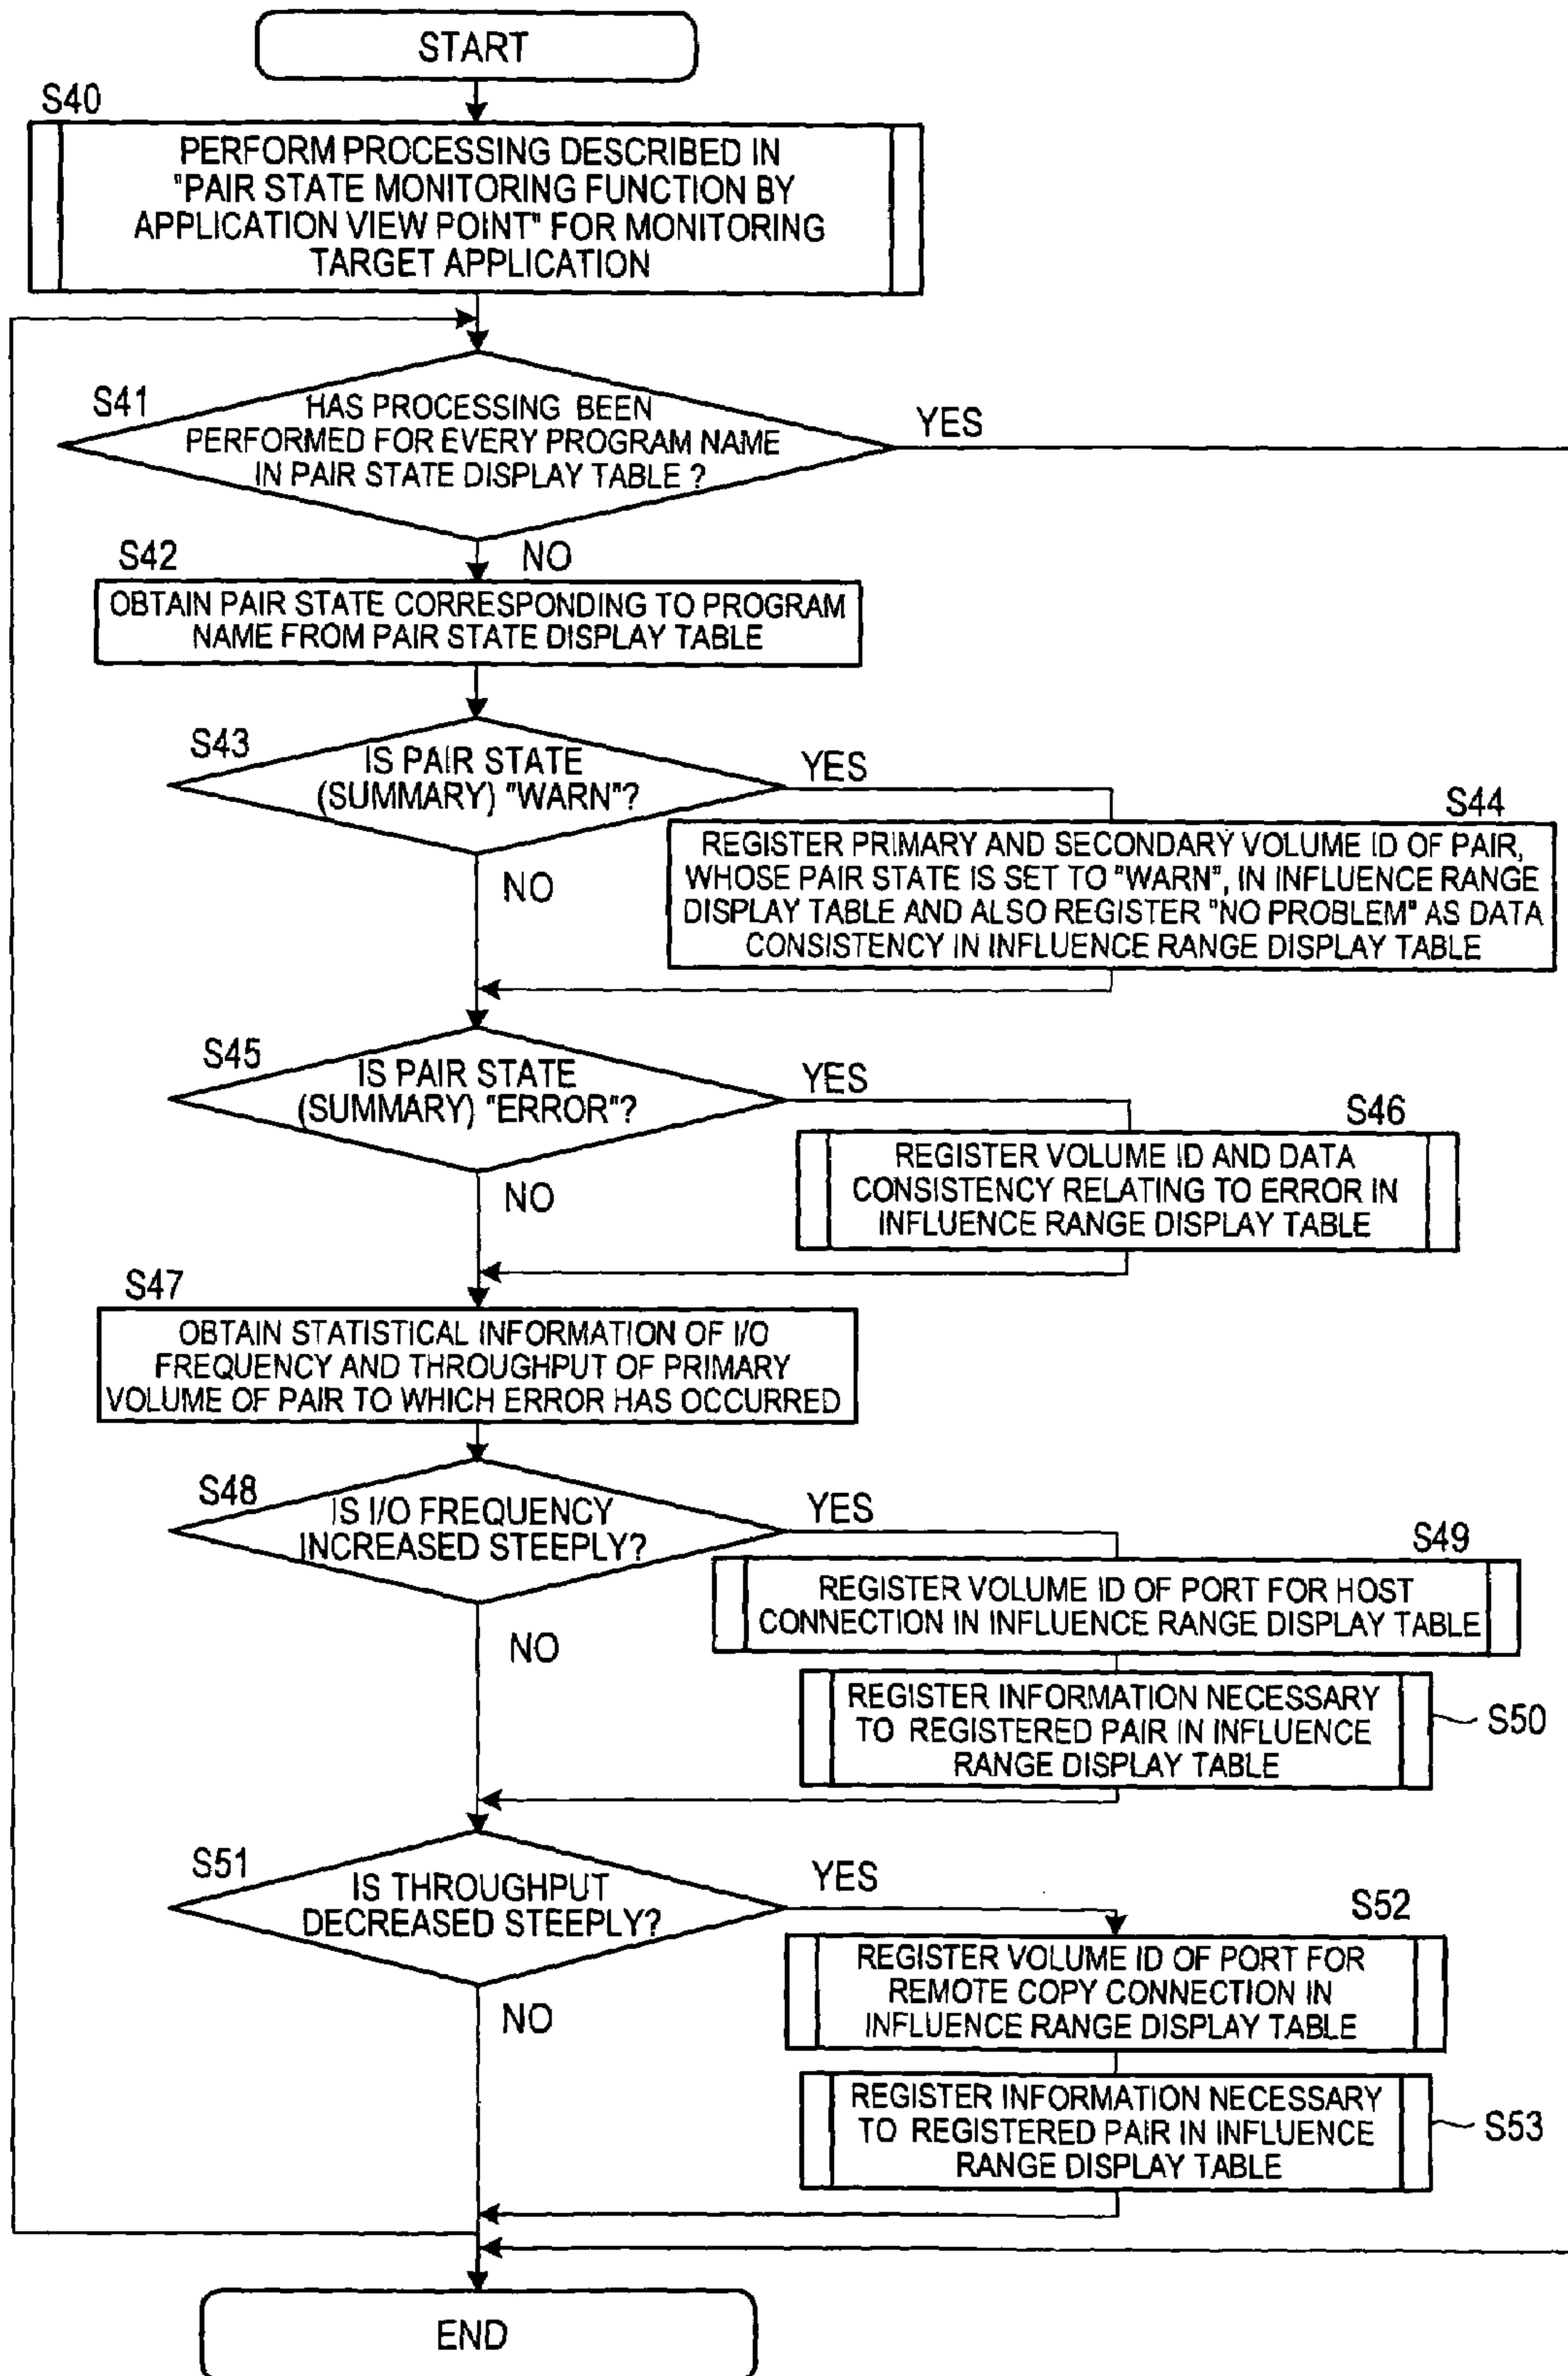 START
S40
PERFORM PROCESSING DESCRIBED IN
"PAIR STATE MONITORING FUNCTION BY
APPLICATION VIEW POINT" FOR MONITORING
TARGET APPLICATION
S41
HAS PROCESSING BEEN
PERFORMED FOR EVERY PROGRAM NAME
IN PAIR STATE DISPLAY TABLE ?
YES
NO
S42
OBTAIN PAIR STATE CORRESPONDING TO PROGRAM
NAME FROM PAIR STATE DISPLAY TABLE
S43
IS PAIR STATE
(SUMMARY) "WARN"?
YES
NO
S44
REGISTER PRIMARY AND SECONDARY VOLUME ID OF PAIR,
WHOSE PAIR STATE IS SET TO "WARN", IN INFLUENCE RANGE
DISPLAY TABLE AND ALSO REGISTER "NO PROBLEM" AS DATA
CONSISTENCY IN INFLUENCE RANGE DISPLAY TABLE
S45
IS PAIR STATE
(SUMMARY) "ERROR"?
YES
NO
S46
REGISTER VOLUME ID AND DATA
CONSISTENCY RELATING TO ERROR IN
INFLUENCE RANGE DISPLAY TABLE
S47
OBTAIN STATISTICAL INFORMATION OF I/O
FREQUENCY AND THROUGHPUT OF PRIMARY
VOLUME OF PAIR TO WHICH ERROR HAS OCCURRED
S48
IS I/O FREQUENCY
INCREASED STEEPLY?
YES
NO
S49
REGISTER VOLUME ID OF PORT FOR HOST
CONNECTION IN INFLUENCE RANGE DISPLAY TABLE
REGISTER INFORMATION NECESSARY
TO REGISTERED PAIR IN INFLUENCE
RANGE DISPLAY TABLE
S50
S51
IS THROUGHPUT
DECREASED STEEPLY?
YES
NO
S52
REGISTER VOLUME ID OF PORT FOR
REMOTE COPY CONNECTION IN
INFLUENCE RANGE DISPLAY TABLE
REGISTER INFORMATION NECESSARY
TO REGISTERED PAIR IN INFLUENCE
RANGE DISPLAY TABLE
S53
END